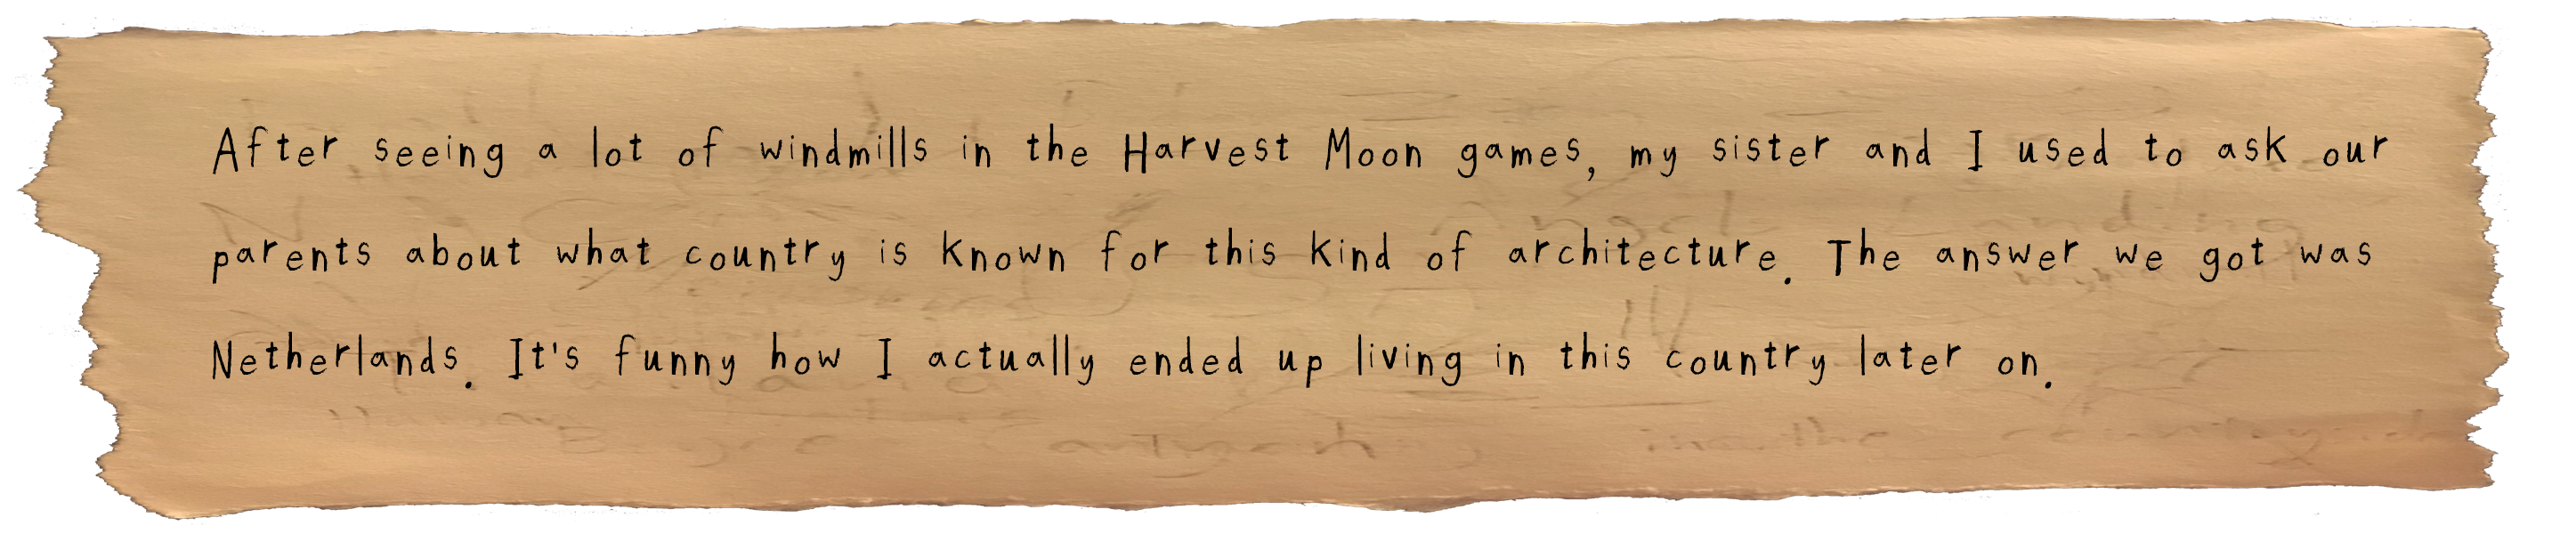 After seeing a lot of windmills in the Harvest Moon games, my sister and I used to ask our
parents about what country is known for this kind of architecture. The answer we got was
Netherlands. It's funny how I actually ended up living in this country later on.